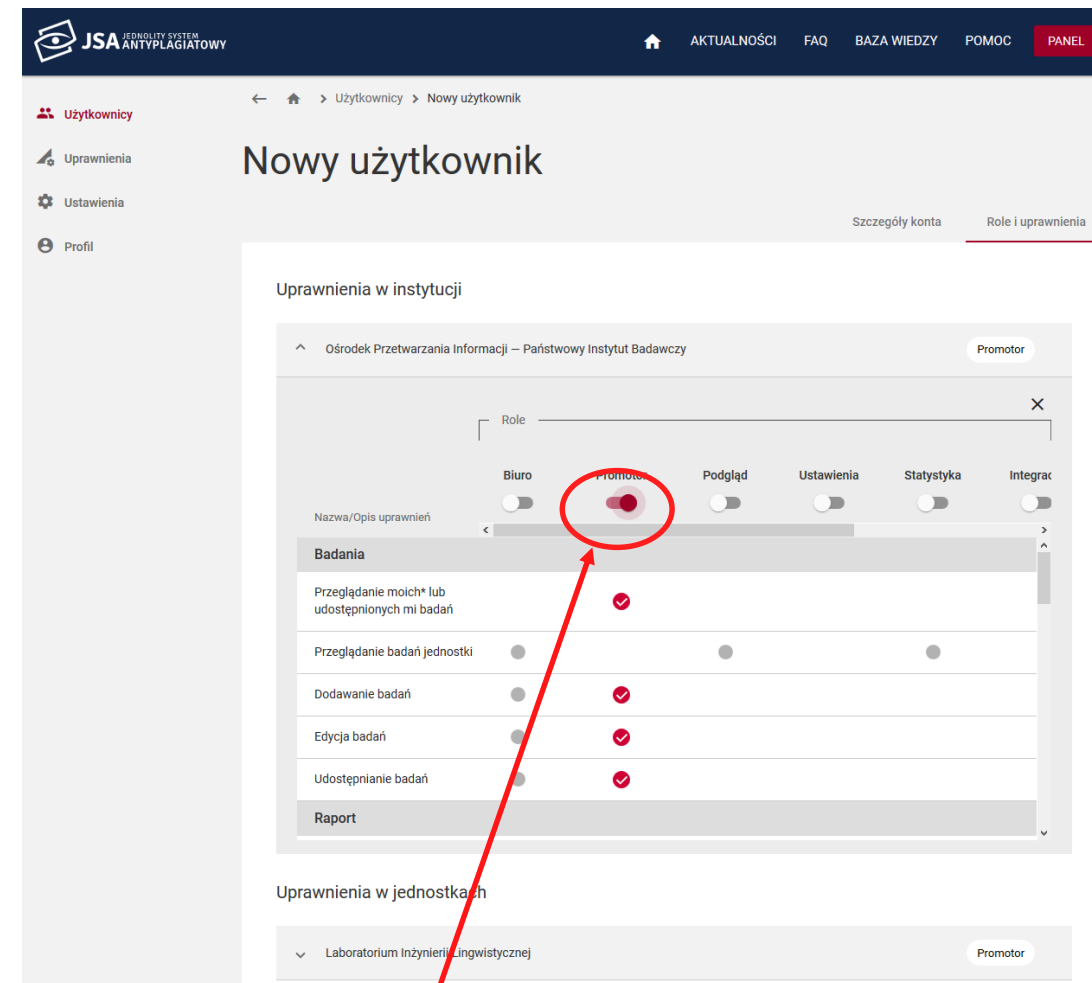 JSA JEDNOLITY SYSTEM
ANTYPLAGIATOWY
AKTUALNOŚCI FAQ BAZA WIEDZY POMOC PANEL
Użytkownicy
Uprawnienia
Ustawienia
Profil
Użytkownicy > Nowy użytkownik
Nowy użytkownik
Szczegóły konta Role i uprawnienia
Uprawnienia w instytucji
Ośrodek Przetwarzania Informacji – Państwowy Instytut Badawczy Promotor
Role
Biuro Promotor Podgląd Ustawienia Statystyka Integrac
Nazwa/Opis uprawnień
Badania
Przeglądanie moich* lub
udostępnionych mi badań
Przeglądanie badań jednostki
Dodawanie badań
Edycja badań
Udostępnianie badań
Raport
Uprawnienia w jednostkach
Laboratorium Inżynierii Lingwistycznej Promotor